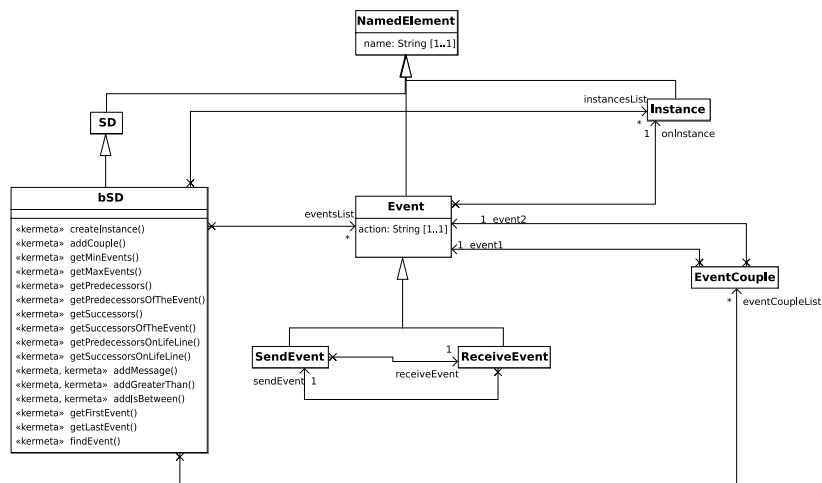 NamedElement
name: String [1..1]
instancesList
SD
Instance
*
1 onInstance
bSD
Event
eventsList
*
action: String [1..1]
1 event2
1 event1
EventCouple
* eventCoupleList
«kermeta» createInstance()
«kermeta» addCouple()
«kermeta» getMinEvents()
«kermeta» getMaxEvents()
«kermeta» getPredecessors()
«kermeta» getPredecessorsOfTheEvent()
«kermeta» getSuccessors()
«kermeta» getSuccessorsOfTheEvent()
«kermeta» getPredecessorsOnLifeLine()
«kermeta» getSuccessorsOnLifeLine()
«kermeta, kermeta» addMessage()
«kermeta, kermeta» addGreaterThan()
«kermeta, kermeta» addIsBetween()
«kermeta» getFirstEvent()
«kermeta» getLastEvent()
«kermeta» findEvent()
SendEvent
1
ReceiveEvent
sendEvent 1
receiveEvent